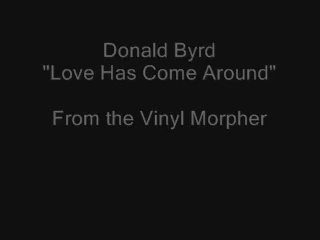 Donald Byrd
"Love Has Come Around"
From the Vinyl Morpher